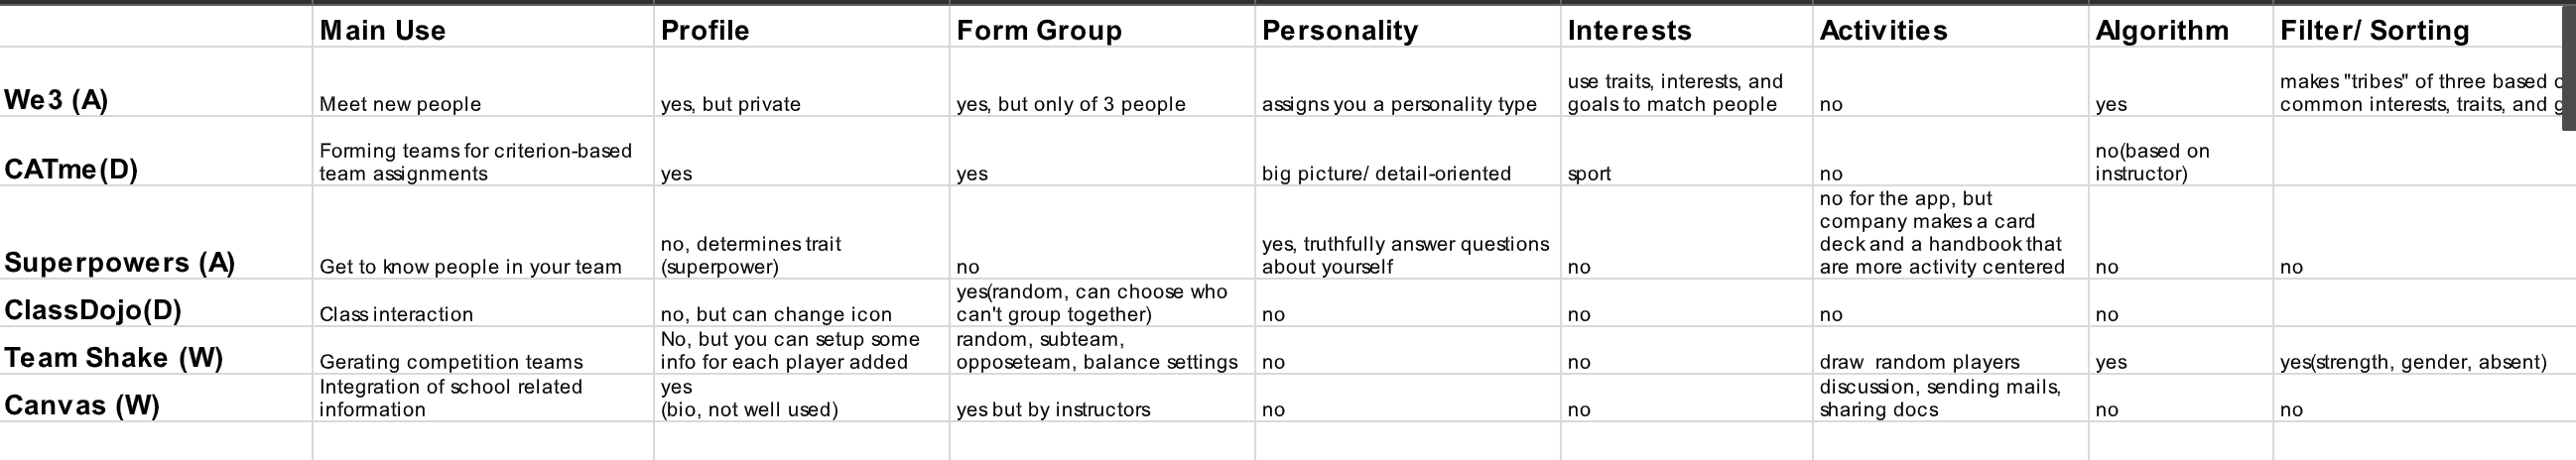 Main Use Profile Form Group Personality Interests Activities Algorithm Filter/ Sorting
We3 (A) Meet new people yes, but private yes, but only of 3 people assigns you a personality type use traits, interests, and goals to match people no yes makes "tribes" of three based common interests, traits, and
CATme(D) Forming teams for criterion-based team assignments yes yes big picture/ detail-oriented sport no no(based on instructor)
Superpowers (A) Get to know people in your team no, determines trait (superpower) no yes, truthfully answer questions about yourself no no for the app, but company makes a card deck and a handbook that are more activity centered no no
ClassDojo(D) Class interaction no, but can change icon yes(random, can choose who can't group together) no no no no
Team Shake (W) Gerating competition teams No, but you can setup some info for each player added random, subteam, opposeteam, balance settings no no draw random players yes yes(strength, gender, absent)
Canvas (W) Integration of school related information yes (bio, not well used) yes but by instructors no no discussion, sending mails, sharing docs no no